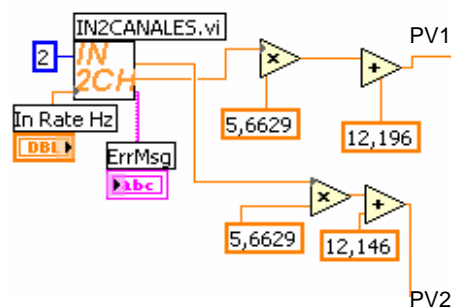 IN2CANALES.vi
PV1
2
IN
2CH
×
+
In Rate Hz
5,6629
12,196
DBL
ErrMsg
abc
×
+
5,6629
12,146
PV2